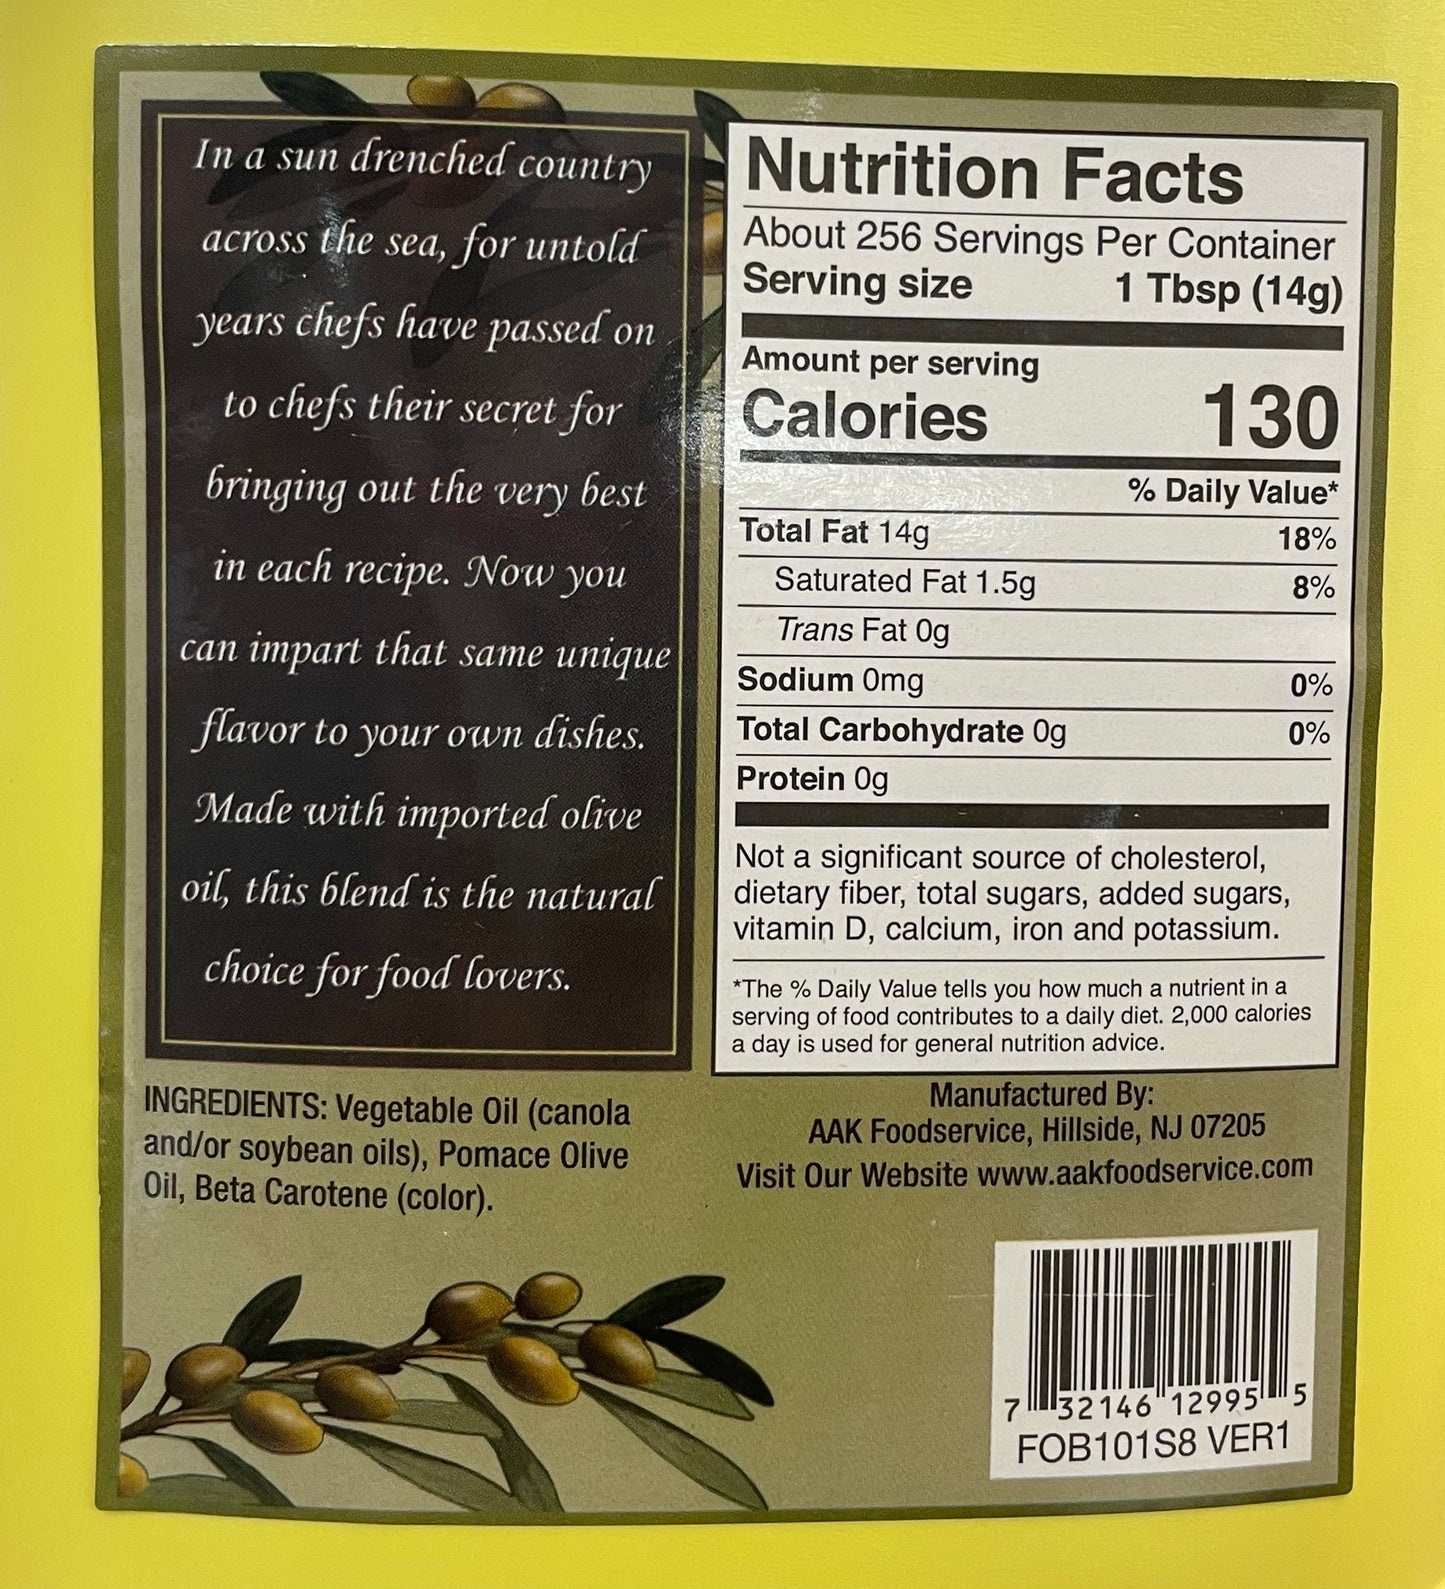 In a sun drenched country
across the sea, for untold
years chefs have passed on
to chefs their secret for
bringing out the very best
in each recipe. Now you
can impart that same unique
flavor to your own dishes.
Made with imported olive
oil, this blend is the natural
choice for food lovers.
INGREDIENTS: Vegetable Oil (canola
and/or soybean oils), Pomace Olive
Oil, Beta Carotene (color).
Nutrition Facts
About 256 Servings Per Container
Serving size 1 Tbsp (14g)
Amount per serving
Calories 130
% Daily Value*
Total Fat 14g 18%
Saturated Fat 1.5g 8%
Trans Fat 0g
Sodium 0mg 0%
Total Carbohydrate 0g 0%
Protein 0g
Not a significant source of cholesterol,
dietary fiber, total sugars, added sugars,
vitamin D, calcium, iron and potassium.
*The % Daily Value tells you how much a nutrient in a
serving of food contributes to a daily diet. 2,000 calories
a day is used for general nutrition advice.
Manufactured By:
AAK Foodservice, Hillside, NJ 07205
Visit Our Website www.aakfoodservice.com
7 32146 12995 5
FOB101S8 VER1